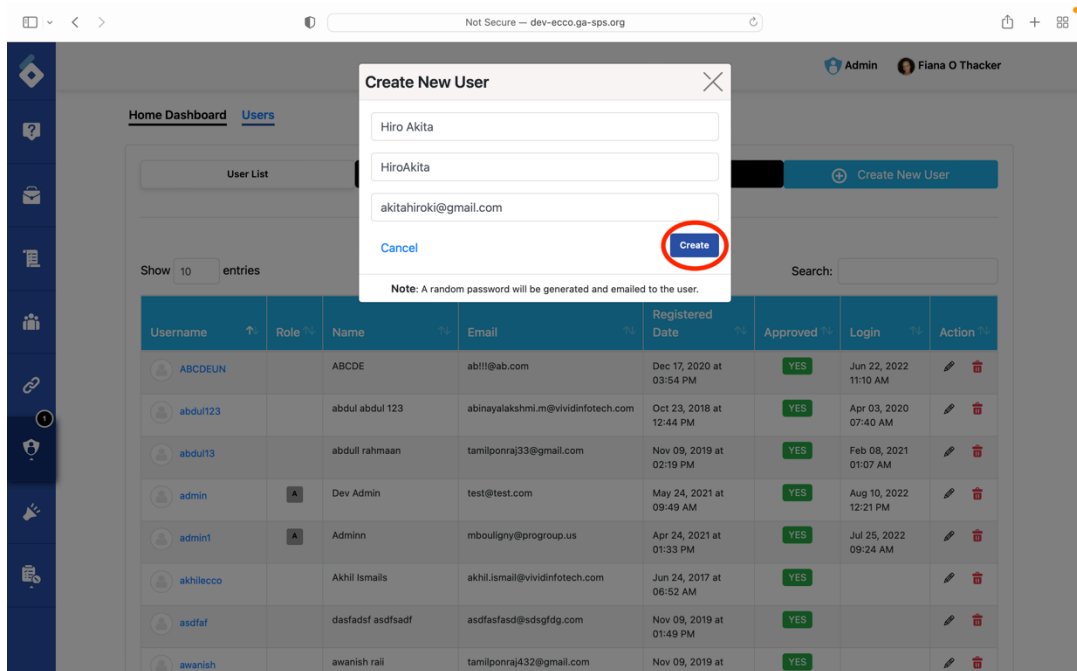 Not Secure — dev-ecco.ga-sps.org
Admin Fiana O Thacker
Create New User
Home Dashboard Users
Hiro Akita
User List Create New User
HiroAkita
akitahiroki@gmail.com
Cancel Create
Show 10 entries Search:
Note: A random password will be generated and emailed to the user.
Username Role Name Email Registered Date Approved Login Action
ABCDEUN ABCDE ab!!!@ab.com Dec 17, 2020 at YES Jun 22, 2022
03:54 PM 11:10 AM
abdul123 abdul abdul 123 abinayalakshmi.m@vividinfotech.com Oct 23, 2018 at YES Apr 03, 2020
12:44 PM 07:40 AM
1
abdul13 abdull rahmaan tamilponraj33@gmail.com Nov 09, 2019 at YES Feb 08, 2021
02:19 PM 01:07 AM
admin A Dev Admin test@test.com May 24, 2021 at YES Aug 10, 2022
09:49 AM 12:21 PM
admin1 A Adminn mbouligny@progroup.us Apr 24, 2021 at YES Jul 25, 2022
01:33 PM 09:24 AM
akhilecco Akhil Ismails akhil.ismail@vividinfotech.com Jun 24, 2017 at YES
06:52 AM
asdfaf dasfadsf asdfsadf asdfasfasd@sdsgfdg.com Nov 09, 2019 at YES
01:49 PM
awanish awanish raii tamilponraj432@gmail.com Nov 09, 2019 at YES